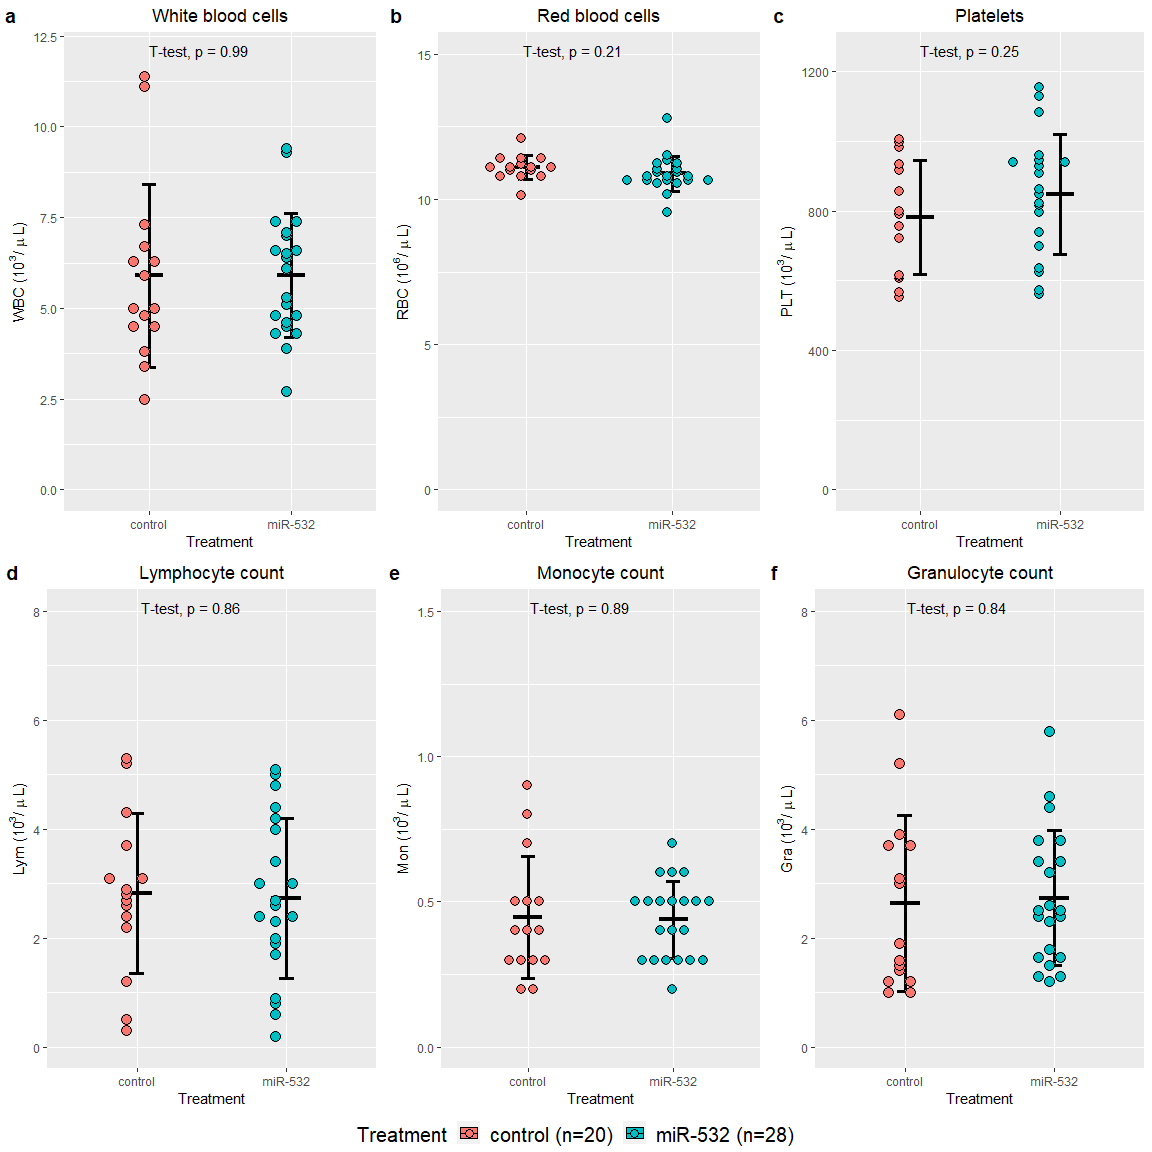 a White blood cells
T-test, p = 0.99
WBC (10³/ μ L)
12.5
10.0
7.5
5.0
2.5
0.0
control miR-532
Treatment
b Red blood cells
T-test, p = 0.21
RBC (10⁶/ μ L)
15
10
5
0
control miR-532
Treatment
c Platelets
T-test, p = 0.25
PLT (10³/ μ L)
1200
800
400
0
control miR-532
Treatment
d Lymphocyte count
T-test, p = 0.86
Lym (10³/ μ L)
8
6
4
2
0
control miR-532
Treatment
e Monocyte count
T-test, p = 0.89
Mon (10³/ μ L)
1.5
1.0
0.5
0.0
control miR-532
Treatment
f Granulocyte count
T-test, p = 0.84
Gra (10³/ μ L)
8
6
4
2
0
control miR-532
Treatment
Treatment control (n=20) miR-532 (n=28)